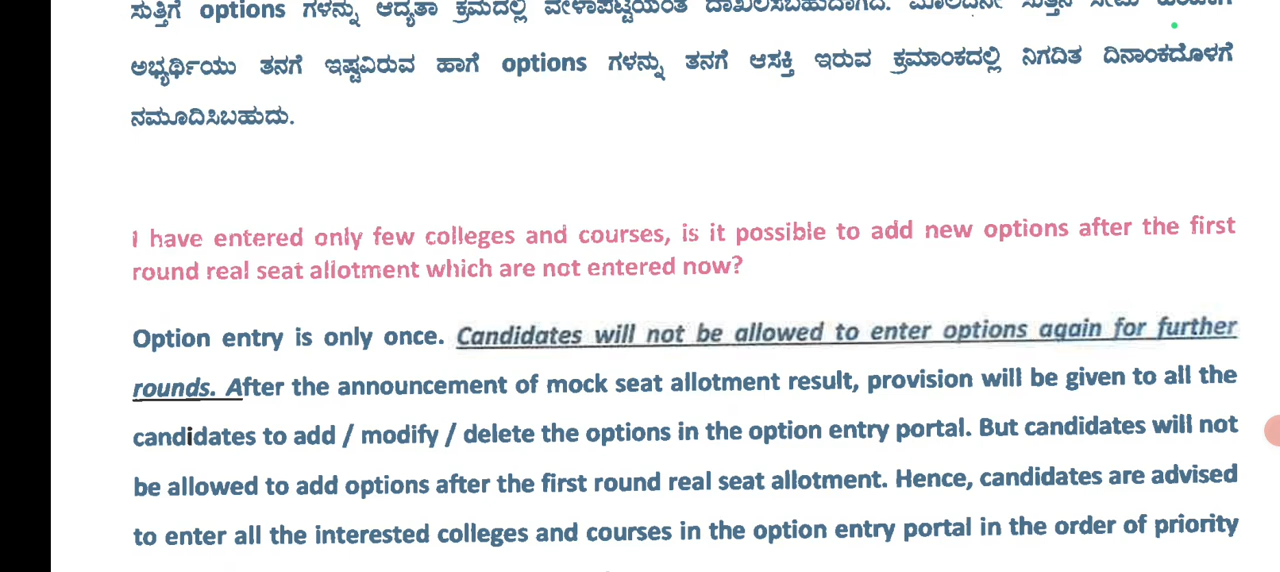 ಸುತ್ತಿಗೆ options ಗಳನ್ನು ಆದ್ಯತಾ ಕ್ರಮದಲ್ಲಿ ವೇಳಾಪಟ್ಟಿಯಂತೆ ದಾಖಲಿಸಬಹುದಾಗಿದೆ.
ಅಭ್ಯರ್ಥಿಯು ತನಗೆ ಇಷ್ಟವಿರುವ ಹಾಗೆ options ಗಳನ್ನು ತನಗೆ ಆಸಕ್ತಿ ಇರುವ ಕ್ರಮಾಂಕದಲ್ಲಿ ನಿಗದಿತ ದಿನಾಂಕದೊಳಗೆ
ನಮೂದಿಸಿಬಹುದು.
I have entered only few colleges and courses, is it possible to add new options after the first
round real seat allotment which are not entered now?
Option entry is only once. Candidates will not be allowed to enter options again for further
rounds. After the announcement of mock seat allotment result, provision will be given to all the
candidates to add / modify / delete the options in the option entry portal. But candidates will not
be allowed to add options after the first round real seat allotment. Hence, candidates are advised
to enter all the interested colleges and courses in the option entry portal in the order of priority